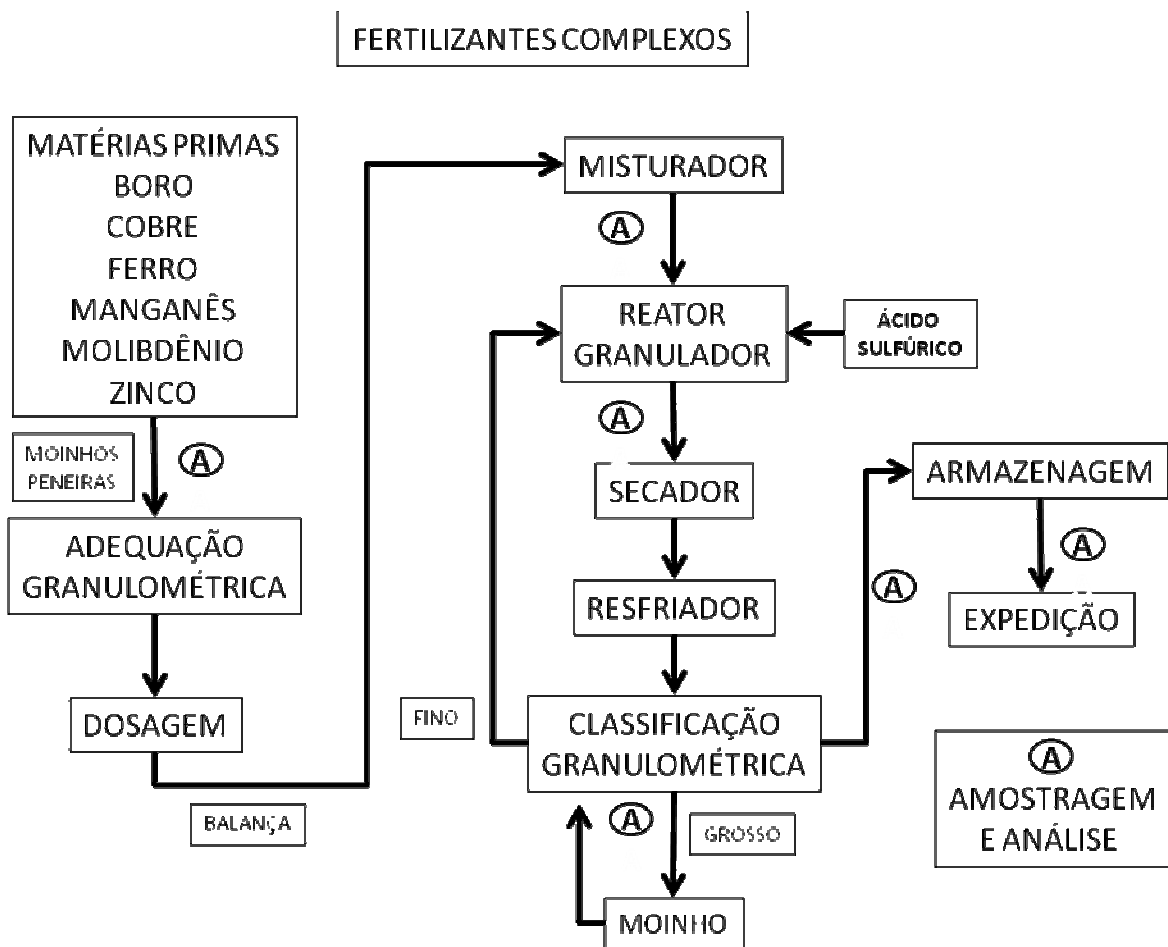 FERTILIZANTES COMPLEXOS
MATÉRIAS PRIMAS
BORO
COBRE
FERRO
MANGANÊS
MOLIBDÊNIO
ZINCO
MOINHOS
PENEIRAS
A
ADEQUAÇÃO
GRANULOMÉTRICA
DOSAGEM
BALANÇA
MISTURADOR
A
REATOR
GRANULADOR
ÁCIDO
SULFÚRICO
A
SECADOR
RESFRIADOR
FINO
CLASSIFICAÇÃO
GRANULOMÉTRICA
A
GROSSO
MOINHO
A
ARMAZENAGEM
A
EXPEDIÇÃO
A
AMOSTRAGEM
E ANÁLISE